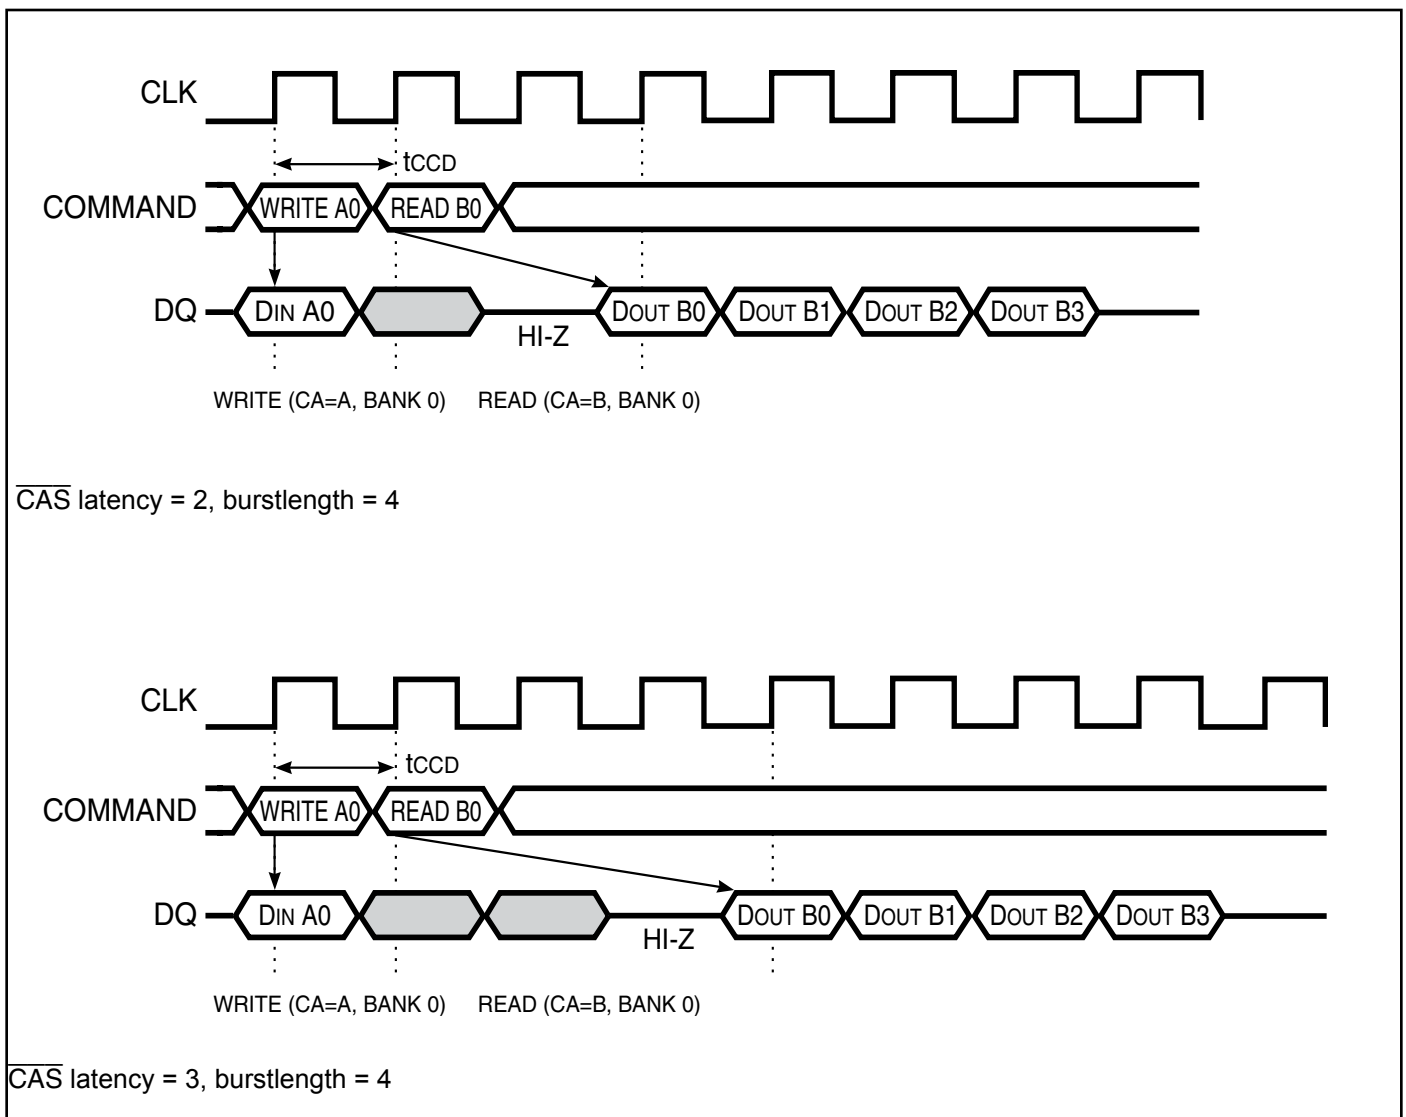 CLK
tCCD
COMMAND WRITE A0 READ B0
DQ DIN A0 DOUT B0 DOUT B1 DOUT B2 DOUT B3
HI-Z
WRITE (CA=A, BANK 0) READ (CA=B, BANK 0)
CAS latency = 2, burstlength = 4
CLK
tCCD
COMMAND WRITE A0 READ B0
DQ DIN A0 DOUT B0 DOUT B1 DOUT B2 DOUT B3
HI-Z
WRITE (CA=A, BANK 0) READ (CA=B, BANK 0)
CAS latency = 3, burstlength = 4